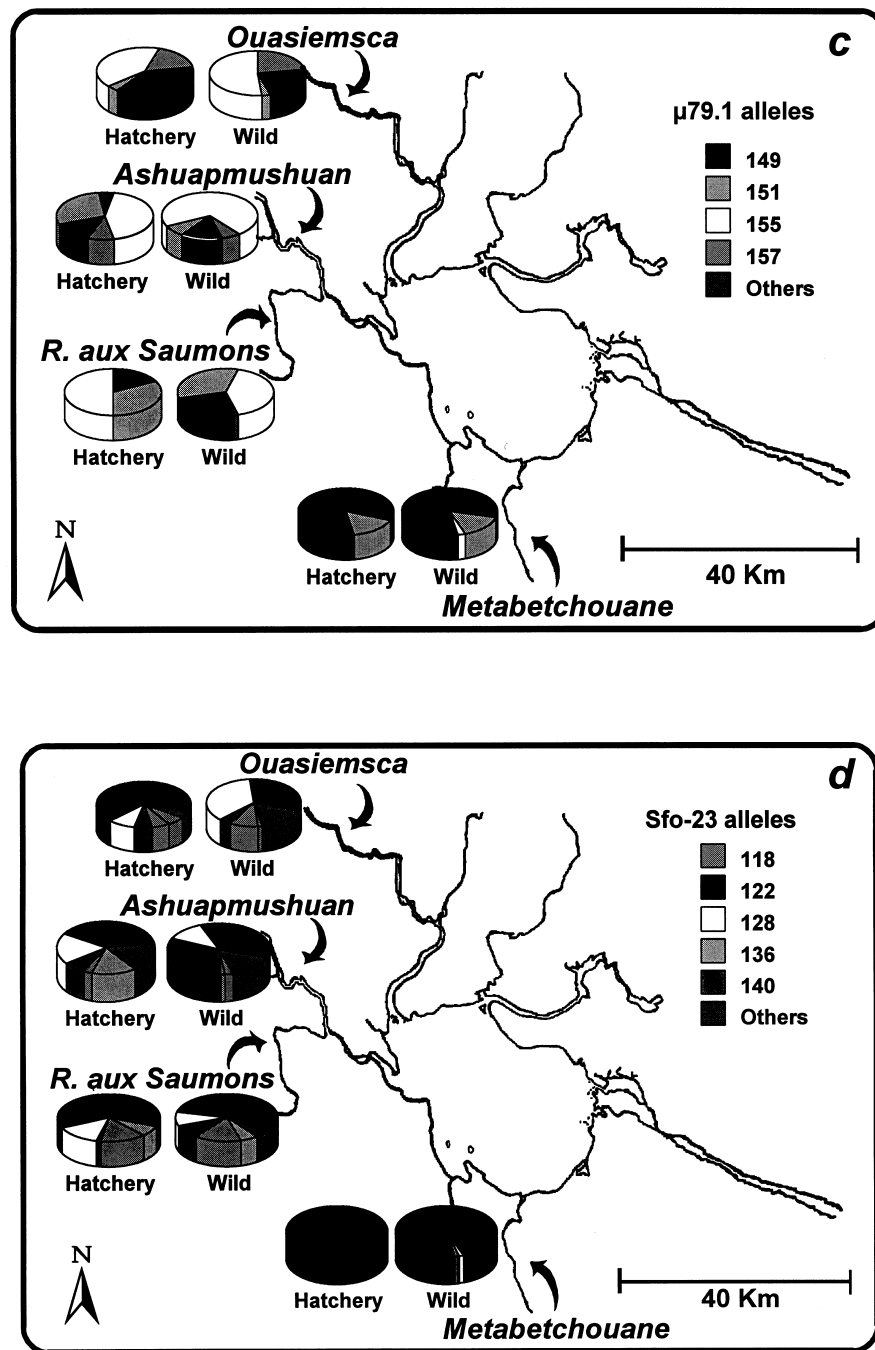 Ouasiemsca
c
Hatchery Wild
µ79.1 alleles
149
151
155
157
Others
Ashuapmushuan
Hatchery Wild
R. aux Saumons
Hatchery Wild
Hatchery Wild
N
40 Km
Metabetchouane
Ouasiemsca
d
Hatchery Wild
Sfo-23 alleles
118
122
128
136
140
Others
Ashuapmushuan
Hatchery Wild
R. aux Saumons
Hatchery Wild
Hatchery Wild
N
40 Km
Metabetchouane